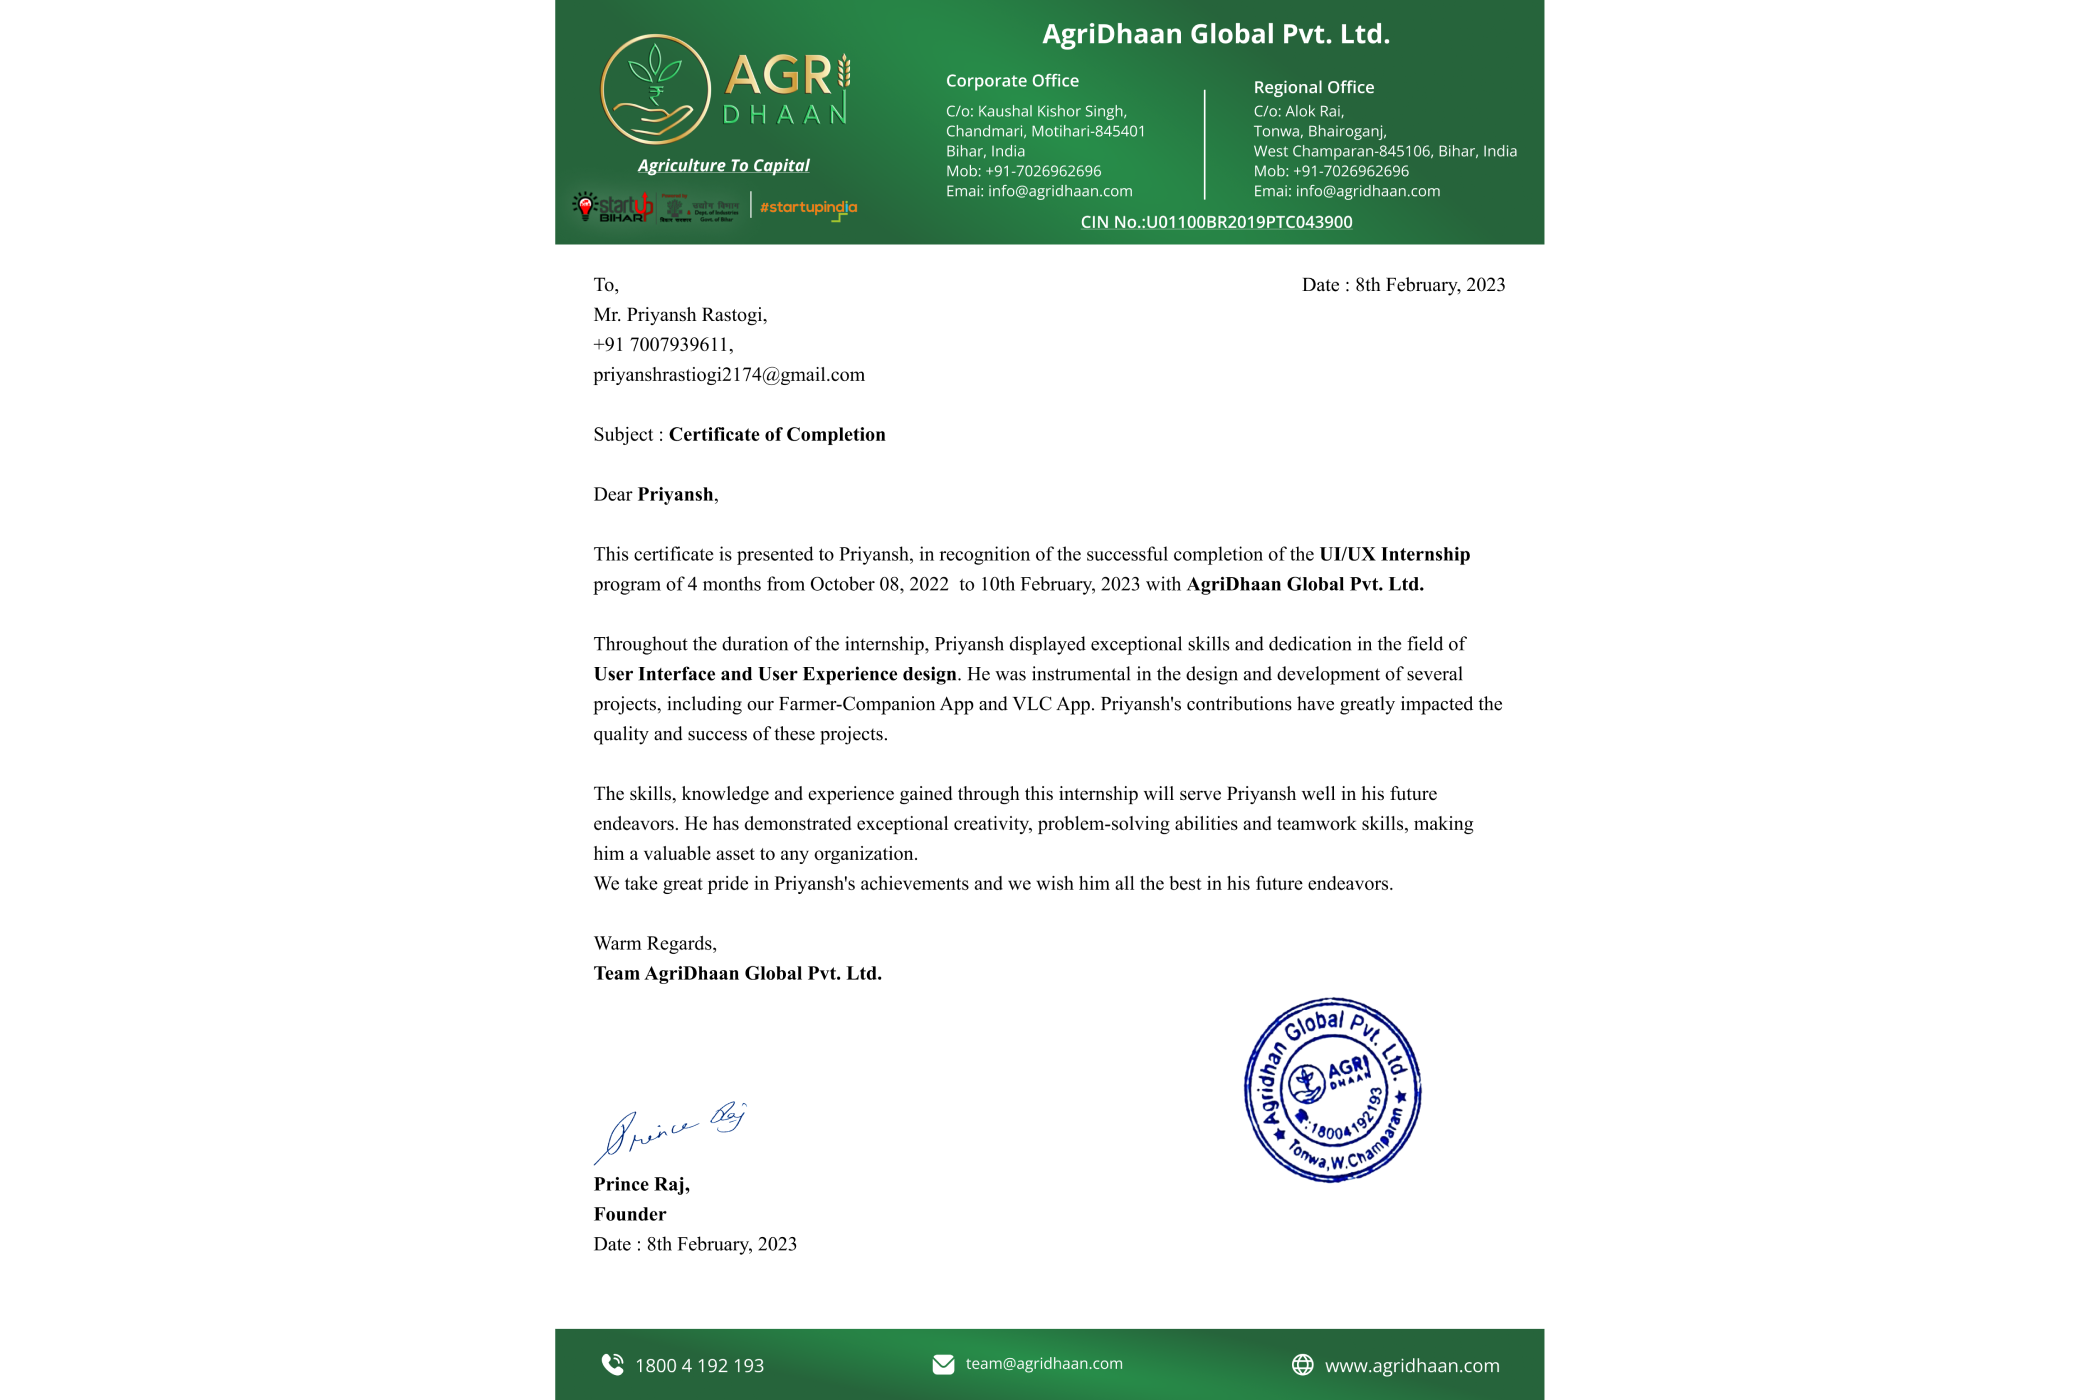 AGRI
DHAAN
Agriculture To Capital
startup
BIHAR
Dept. of Industries
Govt. of Bihar
#startupindia
AgriDhaan Global Pvt. Ltd.
Corporate Office
C/o: Kaushal Kishor Singh,
Chandmari, Motihari-845401
Bihar, India
Mob: +91-7026962696
Emai: info@agridhaan.com
Regional Office
C/o: Alok Rai,
Tonwa, Bhairoganj,
West Champaran-845106, Bihar, India
Mob: +91-7026962696
Emai: info@agridhaan.com
CIN No.:U01100BR2019PTC043900
To,
Date : 8th February, 2023
Mr. Priyansh Rastogi,
+91 7007939611,
priyanshrastiogi2174@gmail.com
Subject : Certificate of Completion
Dear Priyansh,
This certificate is presented to Priyansh, in recognition of the successful completion of the UI/UX Internship
program of 4 months from October 08, 2022 to 10th February, 2023 with AgriDhaan Global Pvt. Ltd.
Throughout the duration of the internship, Priyansh displayed exceptional skills and dedication in the field of
User Interface and User Experience design. He was instrumental in the design and development of several
projects, including our Farmer-Companion App and VLC App. Priyansh's contributions have greatly impacted the
quality and success of these projects.
The skills, knowledge and experience gained through this internship will serve Priyansh well in his future
endeavors. He has demonstrated exceptional creativity, problem-solving abilities and teamwork skills, making
him a valuable asset to any organization.
We take great pride in Priyansh's achievements and we wish him all the best in his future endeavors.
Warm Regards,
Team AgriDhaan Global Pvt. Ltd.
Agridhan Global Pvt. Ltd.
AGRI
DHAAN
:18004192193
Tonwa,W.Champaran
Prince Raj
Prince Raj,
Founder
Date : 8th February, 2023
1800 4 192 193
team@agridhaan.com
www.agridhaan.com